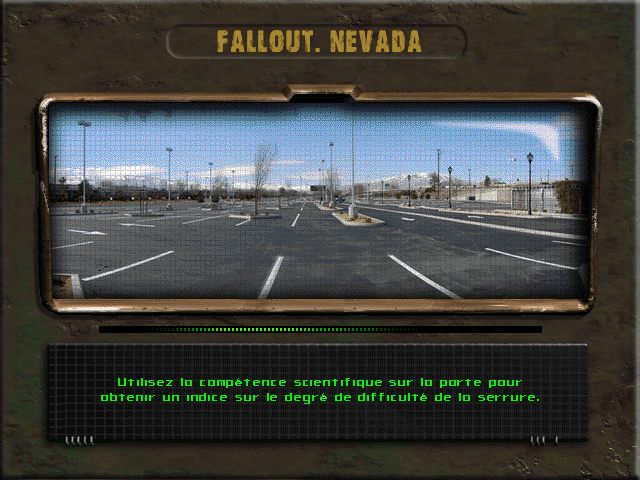 FALLOUT. NEVADA
Utilisez la compétence scientifique sur la porte pour
obtenir un indice sur le degré de difficulté de la serrure.